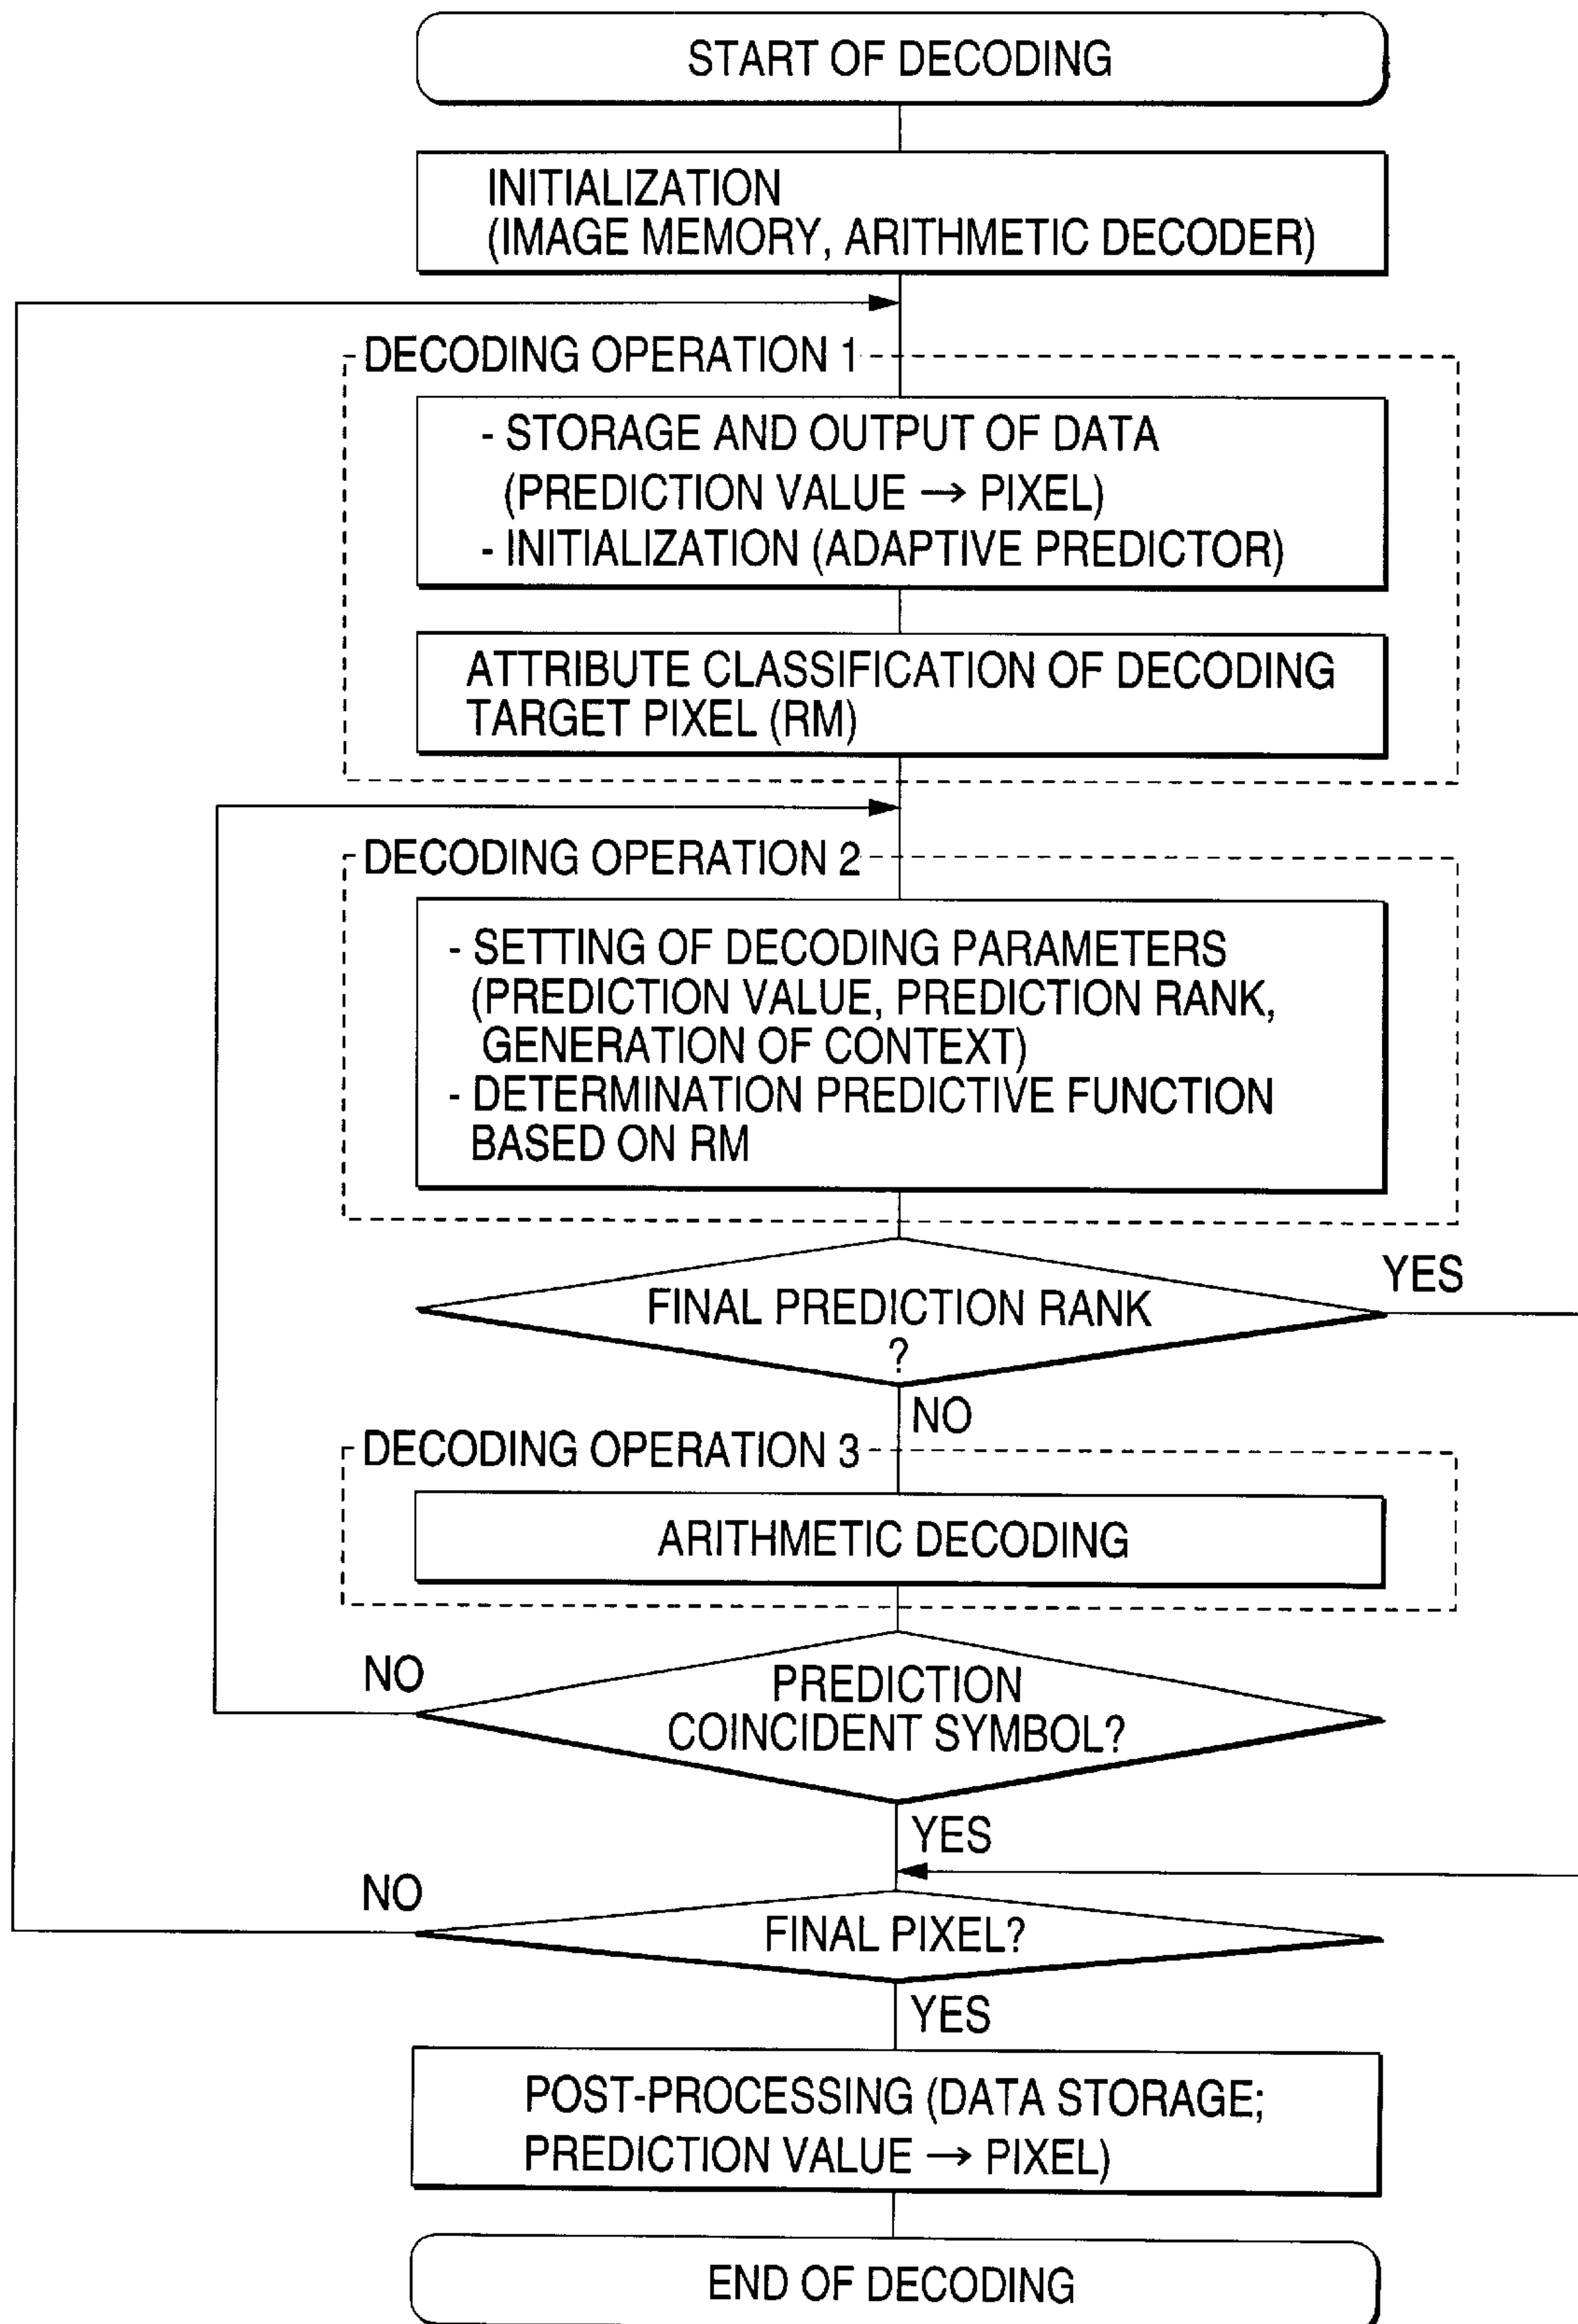 START OF DECODING
INITIALIZATION
(IMAGE MEMORY, ARITHMETIC DECODER)
DECODING OPERATION 1
- STORAGE AND OUTPUT OF DATA
(PREDICTION VALUE → PIXEL)
- INITIALIZATION (ADAPTIVE PREDICTOR)
ATTRIBUTE CLASSIFICATION OF DECODING
TARGET PIXEL (RM)
DECODING OPERATION 2
- SETTING OF DECODING PARAMETERS
(PREDICTION VALUE, PREDICTION RANK,
GENERATION OF CONTEXT)
- DETERMINATION PREDICTIVE FUNCTION
BASED ON RM
YES
FINAL PREDICTION RANK
?
NO
DECODING OPERATION 3
ARITHMETIC DECODING
NO
PREDICTION
COINCIDENT SYMBOL?
YES
NO
FINAL PIXEL?
YES
POST-PROCESSING (DATA STORAGE;
PREDICTION VALUE → PIXEL)
END OF DECODING